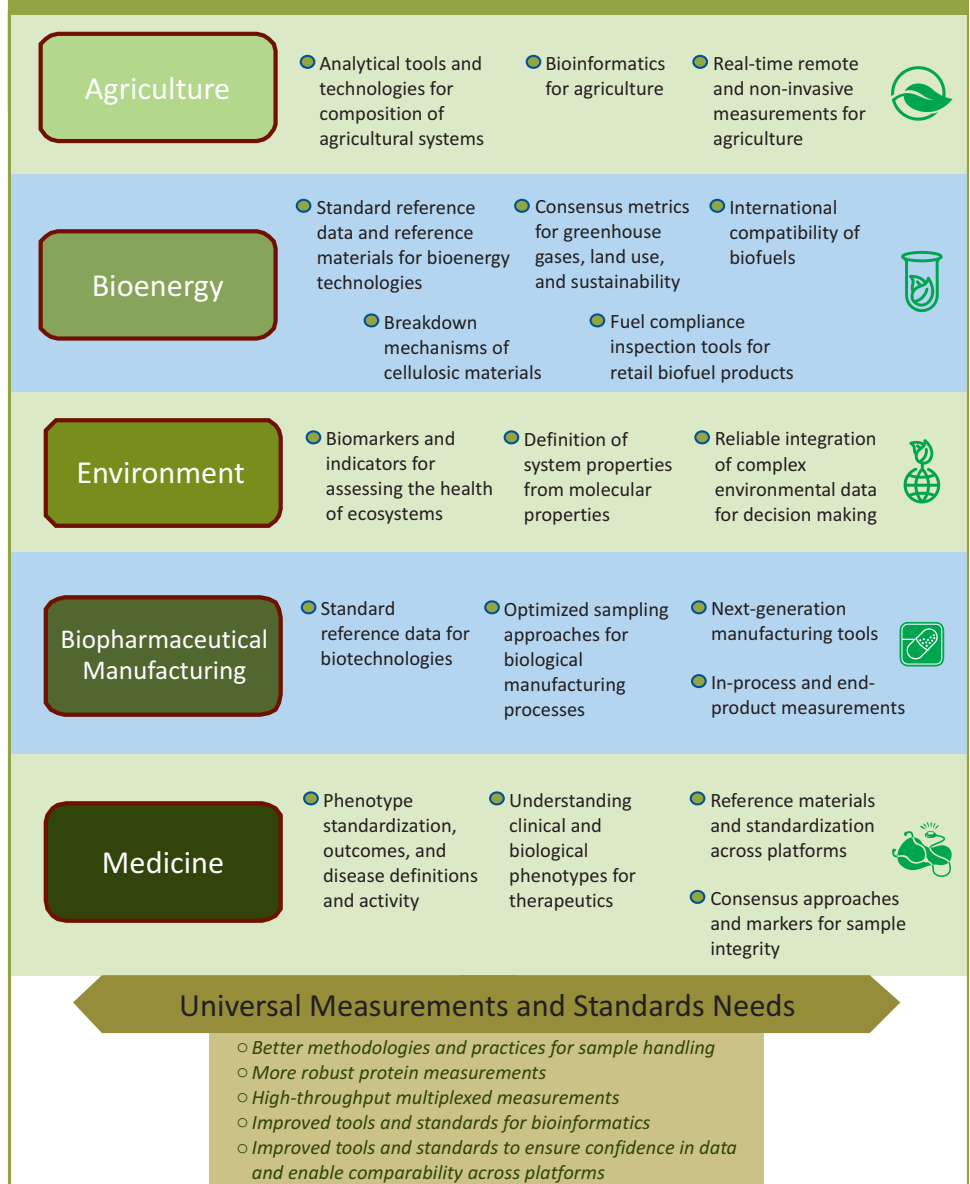 Agriculture
Analytical tools and
technologies for
composition of
agricultural systems
Bioinformatics
for agriculture
Real-time remote
and non-invasive
measurements for
agriculture
Bioenergy
Standard reference
data and reference
materials for bioenergy
technologies
Consensus metrics
for greenhouse
gases, land use,
and sustainability
International
compatibility of
biofuels
Breakdown
mechanisms of
cellulosic materials
Fuel compliance
inspection tools for
retail biofuel products
Environment
Biomarkers and
indicators for
assessing the health
of ecosystems
Definition of
system properties
from molecular
properties
Reliable integration
of complex
environmental data
for decision making
Biopharmaceutical
Manufacturing
Standard
reference data for
biotechnologies
Optimized sampling
approaches for
biological
manufacturing
processes
Next-generation
manufacturing tools
In-process and end-
product measurements
Medicine
Phenotype
standardization,
outcomes, and
disease definitions
and activity
Understanding
clinical and
biological
phenotypes for
therapeutics
Reference materials
and standardization
across platforms
Consensus approaches
and markers for sample
integrity
Universal Measurements and Standards Needs
Better methodologies and practices for sample handling
More robust protein measurements
High-throughput multiplexed measurements
Improved tools and standards for bioinformatics
Improved tools and standards to ensure confidence in data
and enable comparability across platforms